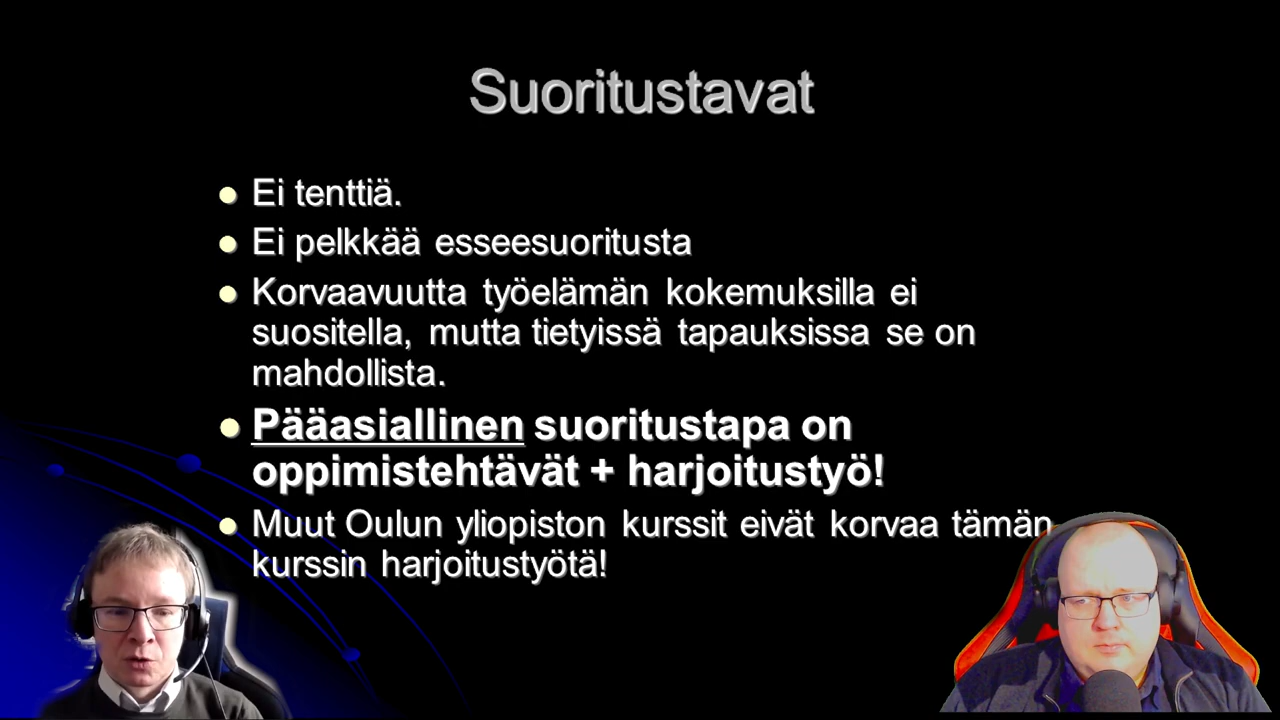 Suoritustavat
Ei tenttiä.
Ei pelkkää esseesuoritusta
Korvaavuutta työelämän kokemuksilla ei
suositella, mutta tietyissä tapauksissa se on
mahdollista.
Pääasiallinen suoritustapa on
oppimistehtävät + harjoitustyö!
Muut Oulun yliopiston kurssit eivät korvaa tämän
kurssin harjoitustyötä!